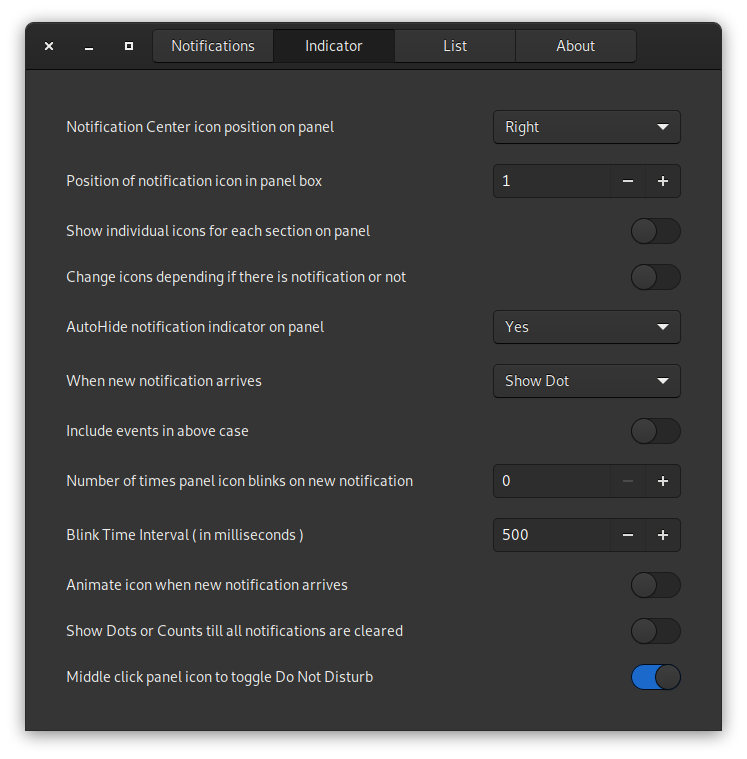 Notifications Indicator List About
Notification Center icon position on panel Right
Position of notification icon in panel box 1
Show individual icons for each section on panel
Change icons depending if there is notification or not
AutoHide notification indicator on panel Yes
When new notification arrives Show Dot
Include events in above case
Number of times panel icon blinks on new notification 0
Blink Time Interval ( in milliseconds ) 500
Animate icon when new notification arrives
Show Dots or Counts till all notifications are cleared
Middle click panel icon to toggle Do Not Disturb